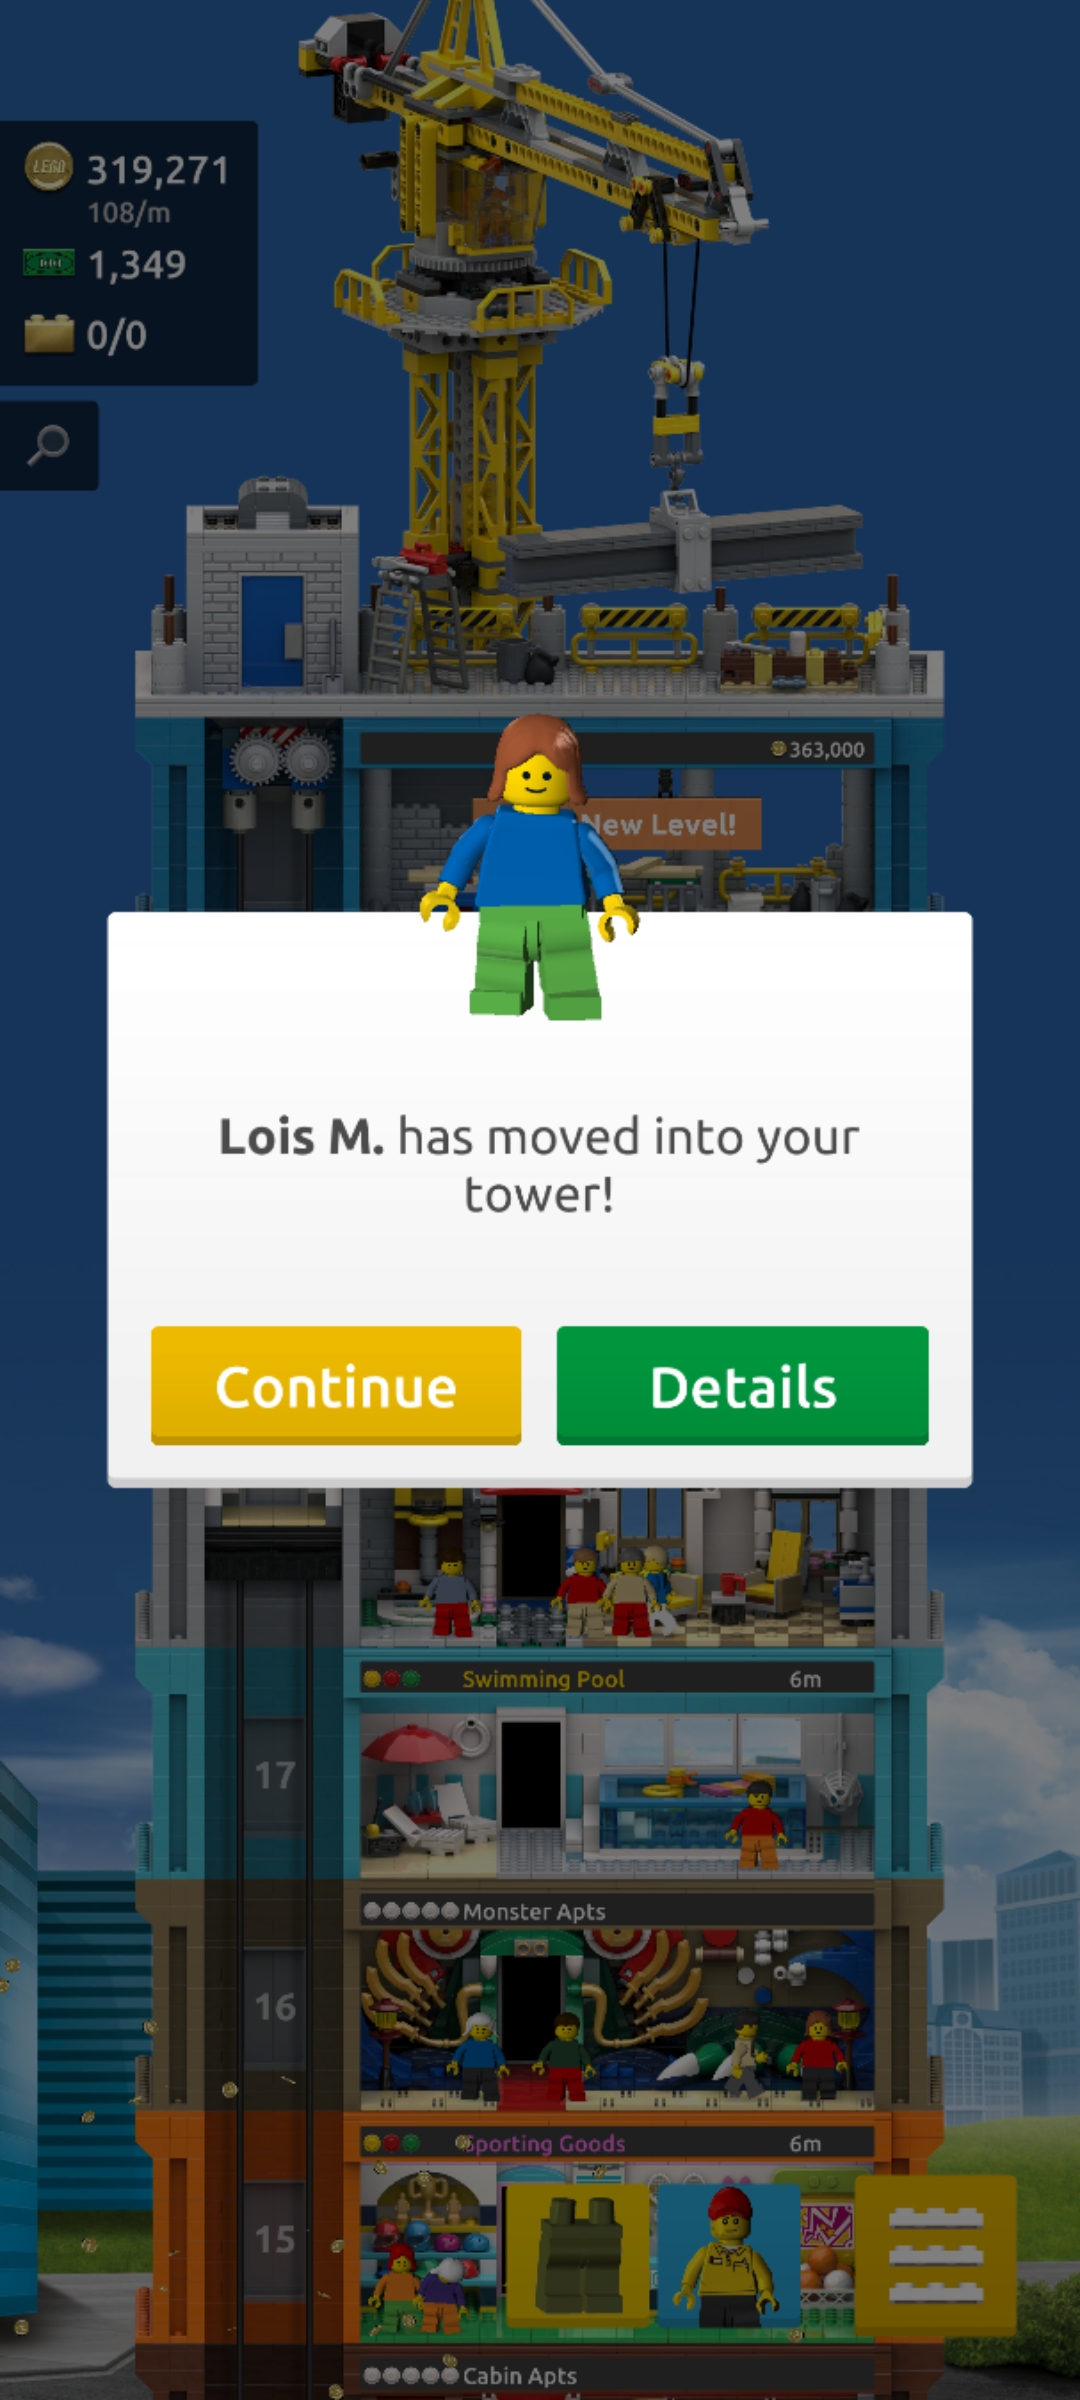 LEGO 319,271
108/m
1,349
0/0
363,000
New Level!
Lois M. has moved into your
tower!
Continue
Details
Swimming Pool 6m
17
Monster Apts
16
Sporting Goods 6m
15
Cabin Apts